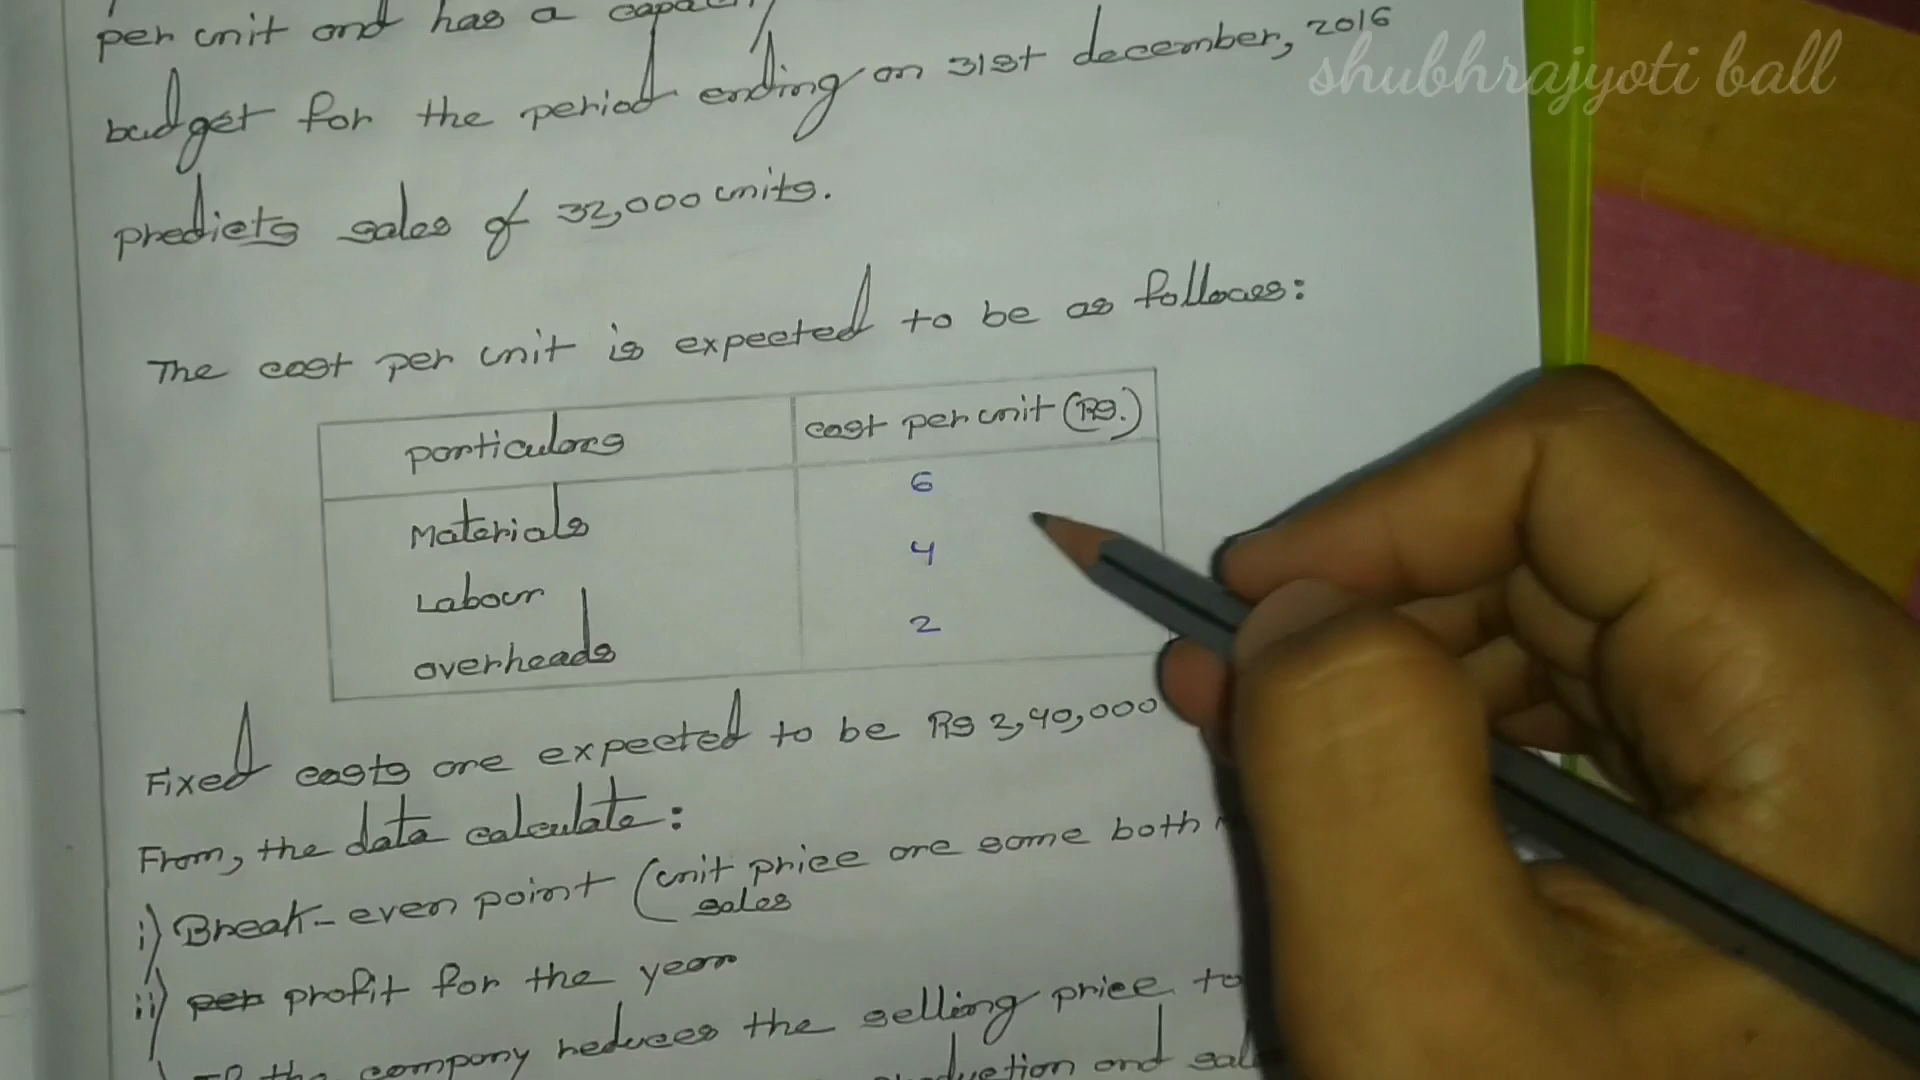 per unit and has a
budget for the period ending on 31st december, 2016
shubhrajyoti ball
predicts sales of 32,000 units.
The cost per unit is expected to be as follows:
particulars cost per unit (Rs.)
Materials 6
Labour 4
overheads 2
Fixed costs are expected to be Rs 2,40,000
From, the data calculate:
i) Break-even point (unit price are same both
sales
ii) per profit for the year
the company reduces the selling price to
and